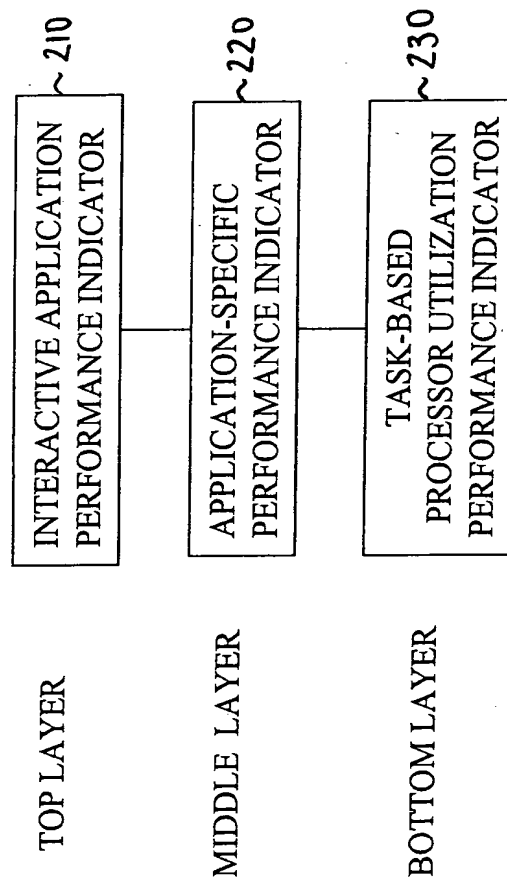 TOP LAYER
INTERACTIVE APPLICATION
PERFORMANCE INDICATOR
210
MIDDLE LAYER
APPLICATION-SPECIFIC
PERFORMANCE INDICATOR
220
BOTTOM LAYER
TASK-BASED
PROCESSOR UTILIZATION
PERFORMANCE INDICATOR
230